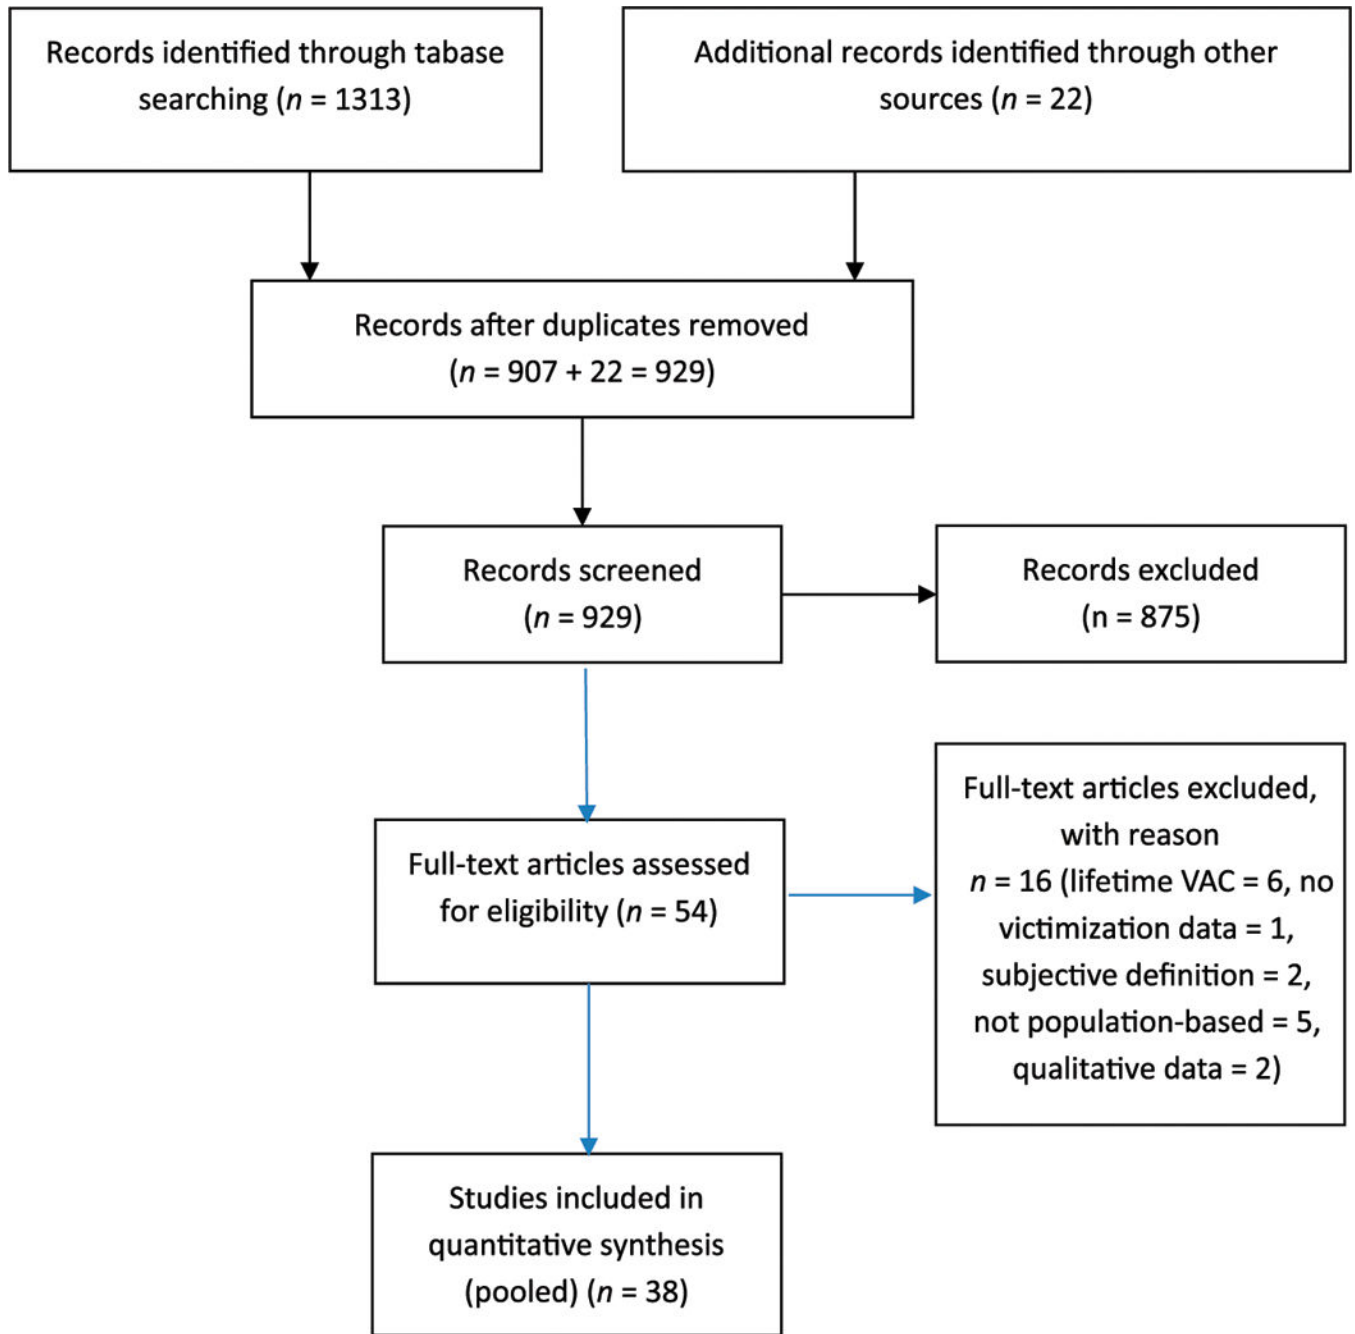 Records identified through tabase
searching (n = 1313)
Additional records identified through other
sources (n = 22)
Records after duplicates removed
(n = 907 + 22 = 929)
Records screened
(n = 929)
Records excluded
(n = 875)
Full-text articles assessed
for eligibility (n = 54)
Full-text articles excluded,
with reason
n = 16 (lifetime VAC = 6, no
victimization data = 1,
subjective definition = 2,
not population-based = 5,
qualitative data = 2)
Studies included in
quantitative synthesis
(pooled) (n = 38)